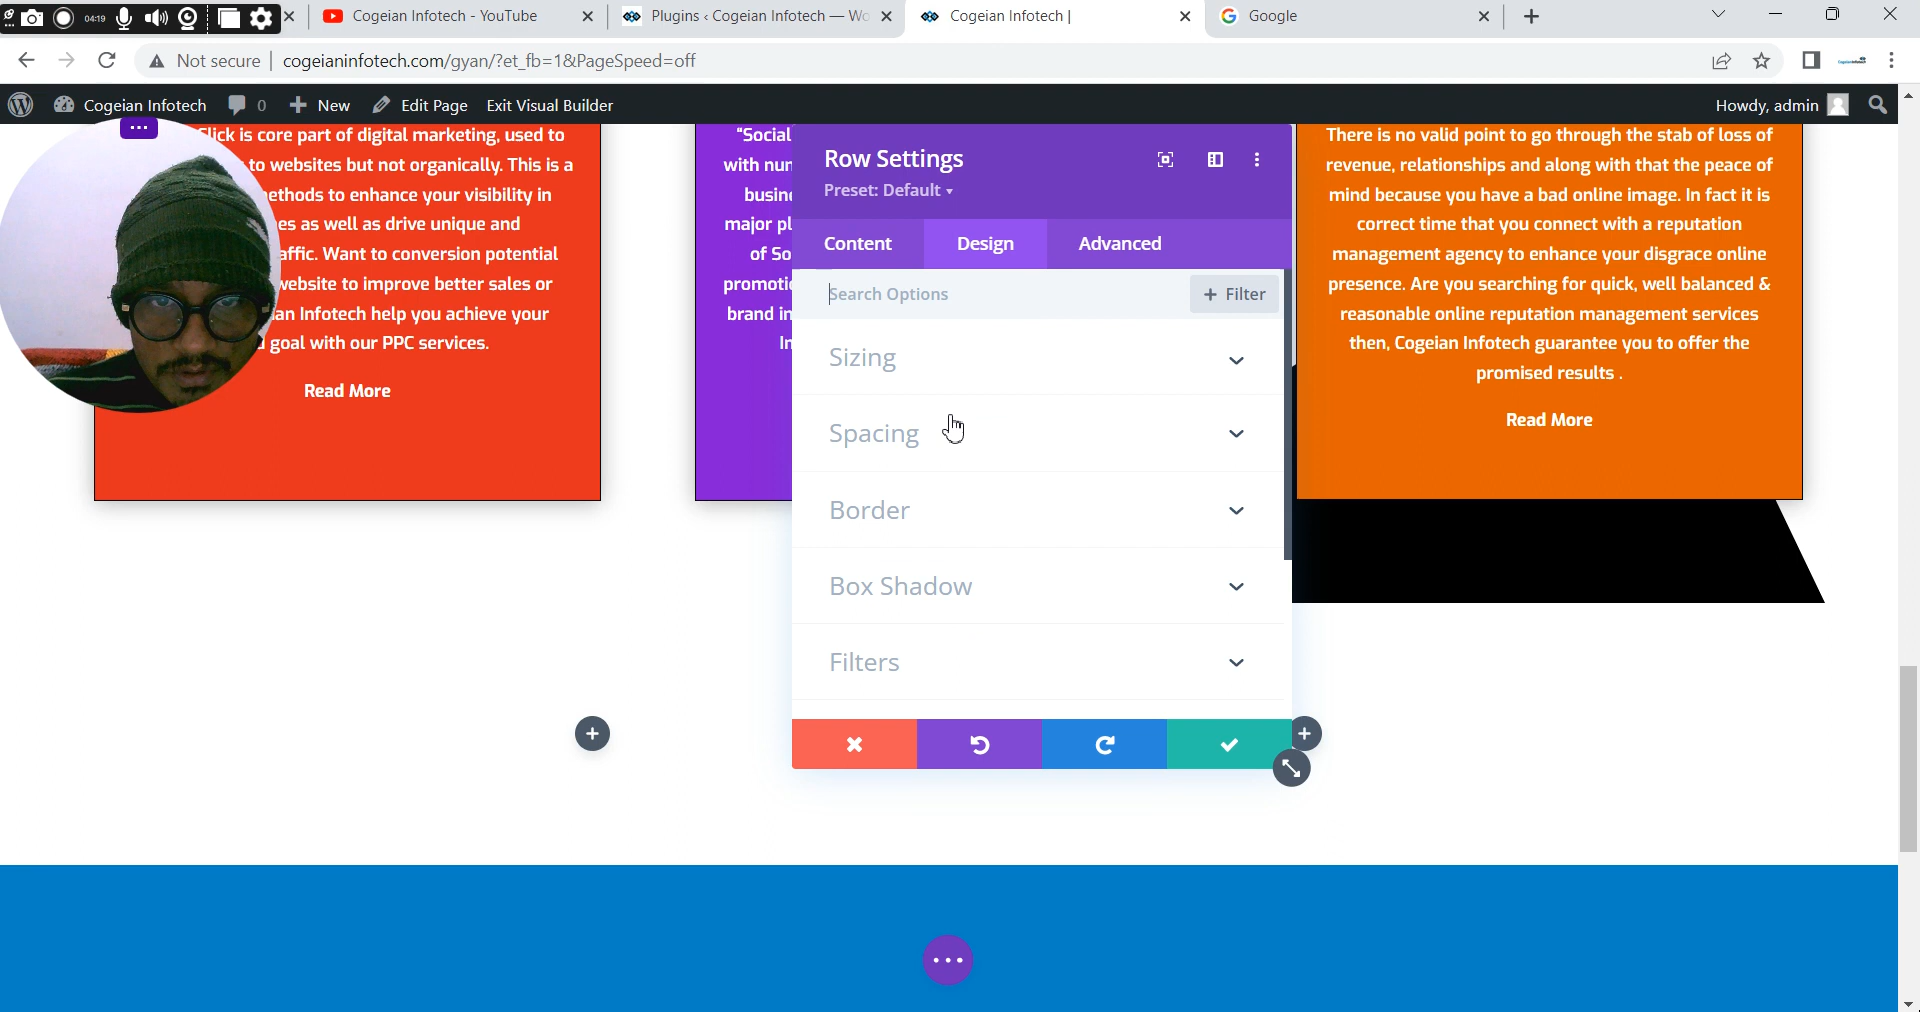 04:19
Cogeian Infotech - YouTube
Plugins ‹ Cogeian Infotech — Wo
Cogeian Infotech |
Google
Not secure
cogeianinfotech.com/gyan/?et_fb=1&PageSpeed=off
Cogeian Infotech
0
New
Edit Page
Exit Visual Builder
Howdy, admin
Click is core part of digital marketing, used to
to websites but not organically. This is a
ethods to enhance your visibility in
es as well as drive unique and
affic. Want to conversion potential
website to improve better sales or
an Infotech help you achieve your
goal with our PPC services.
Read More
"Social
with nun
busine
major pl
of So
promoti
brand in
In
Row Settings
Preset: Default
Content
Design
Advanced
Search Options
+ Filter
Sizing
Spacing
Border
Box Shadow
Filters
There is no valid point to go through the stab of loss of
revenue, relationships and along with that the peace of
mind because you have a bad online image. In fact it is
correct time that you connect with a reputation
management agency to enhance your disgrace online
presence. Are you searching for quick, well balanced &
reasonable online reputation management services
then, Cogeian Infotech guarantee you to offer the
promised results .
Read More